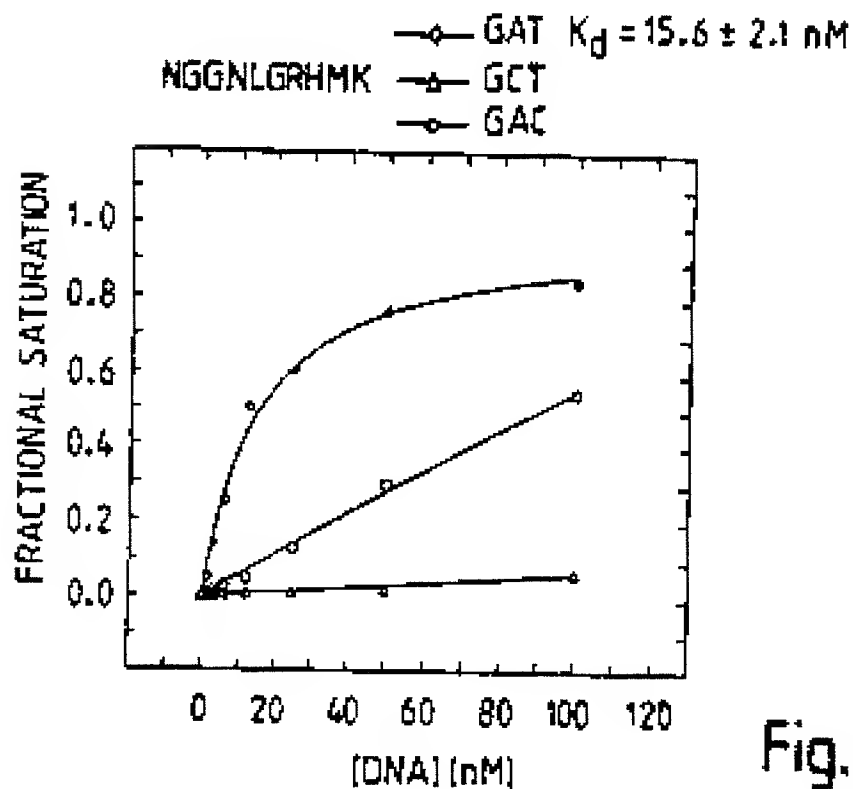 GAT Kd = 15.6 ± 2.1 nM
NGGNLGRHMK GCT
GAC
FRACTIONAL SATURATION
1.0
0.8
0.6
0.4
0.2
0.0
0 20 40 60 80 100 120
[DNA] (nM)
Fig.